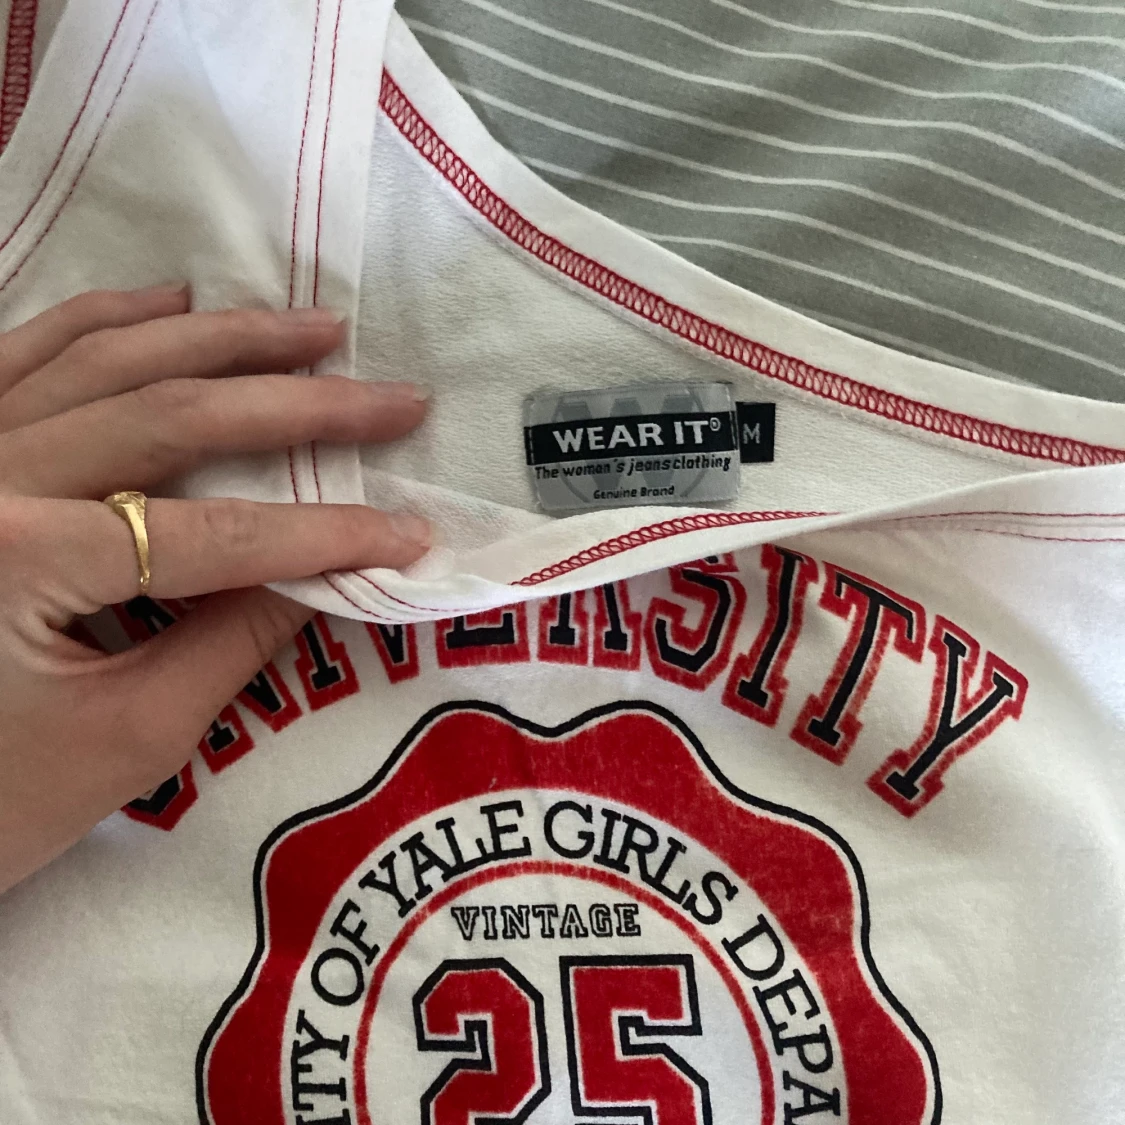 WEAR IT®
M
The woman's jeans clothing
Genuine Brand
UNIVERSITY
ITY OF YALE GIRLS DEPA
VINTAGE
25